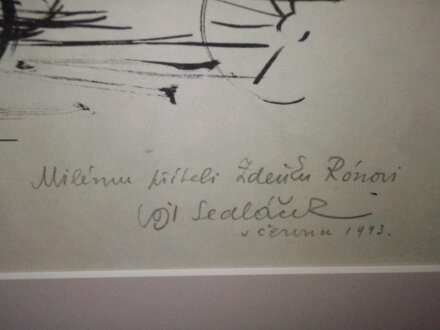 Milému příteli Zdeňku Rónovi
Vojt Sedláček
v červnu 1943.